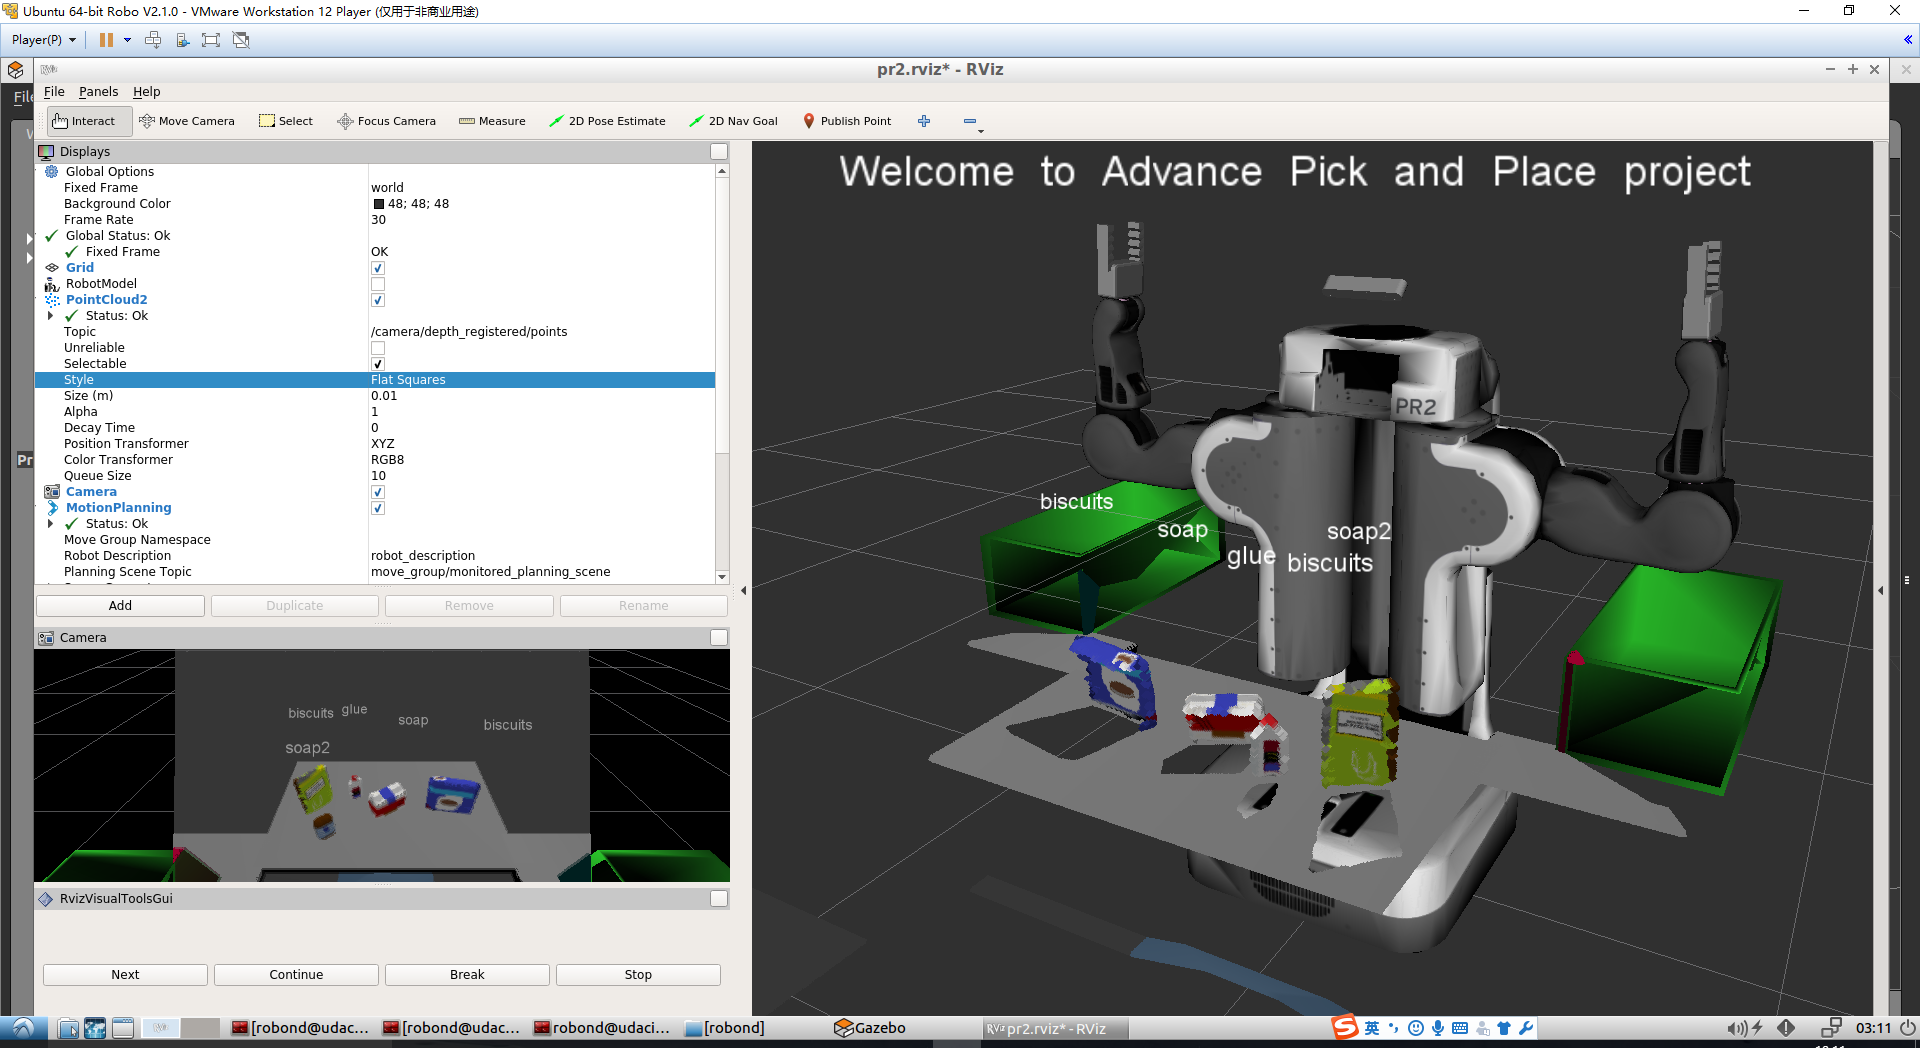 Ubuntu 64-bit Robo V2.1.0 - VMware Workstation 12 Player (仅用于非商业用途)
Player(P)
pr2.rviz* - RViz
File Panels Help
Interact Move Camera Select Focus Camera Measure 2D Pose Estimate 2D Nav Goal Publish Point
Displays
Global Options
Fixed Frame world
Background Color 48; 48; 48
Frame Rate 30
Global Status: Ok
Fixed Frame OK
Grid
RobotModel
PointCloud2
Status: Ok
Topic /camera/depth_registered/points
Unreliable
Selectable
Style Flat Squares
Size (m) 0.01
Alpha 1
Decay Time 0
Position Transformer XYZ
Color Transformer RGB8
Queue Size 10
Camera
MotionPlanning
Status: Ok
Move Group Namespace
Robot Description robot_description
Planning Scene Topic move_group/monitored_planning_scene
Add Duplicate Remove Rename
Camera
biscuits glue soap biscuits
soap2
RvizVisualToolsGui
Next Continue Break Stop
Welcome to Advance Pick and Place project
PR2
biscuits
soap soap2
glue biscuits
[robond@udac... [robond@udac... robond@udaci... [robond] Gazebo RViz pr2.rviz* - RViz 英 03:11